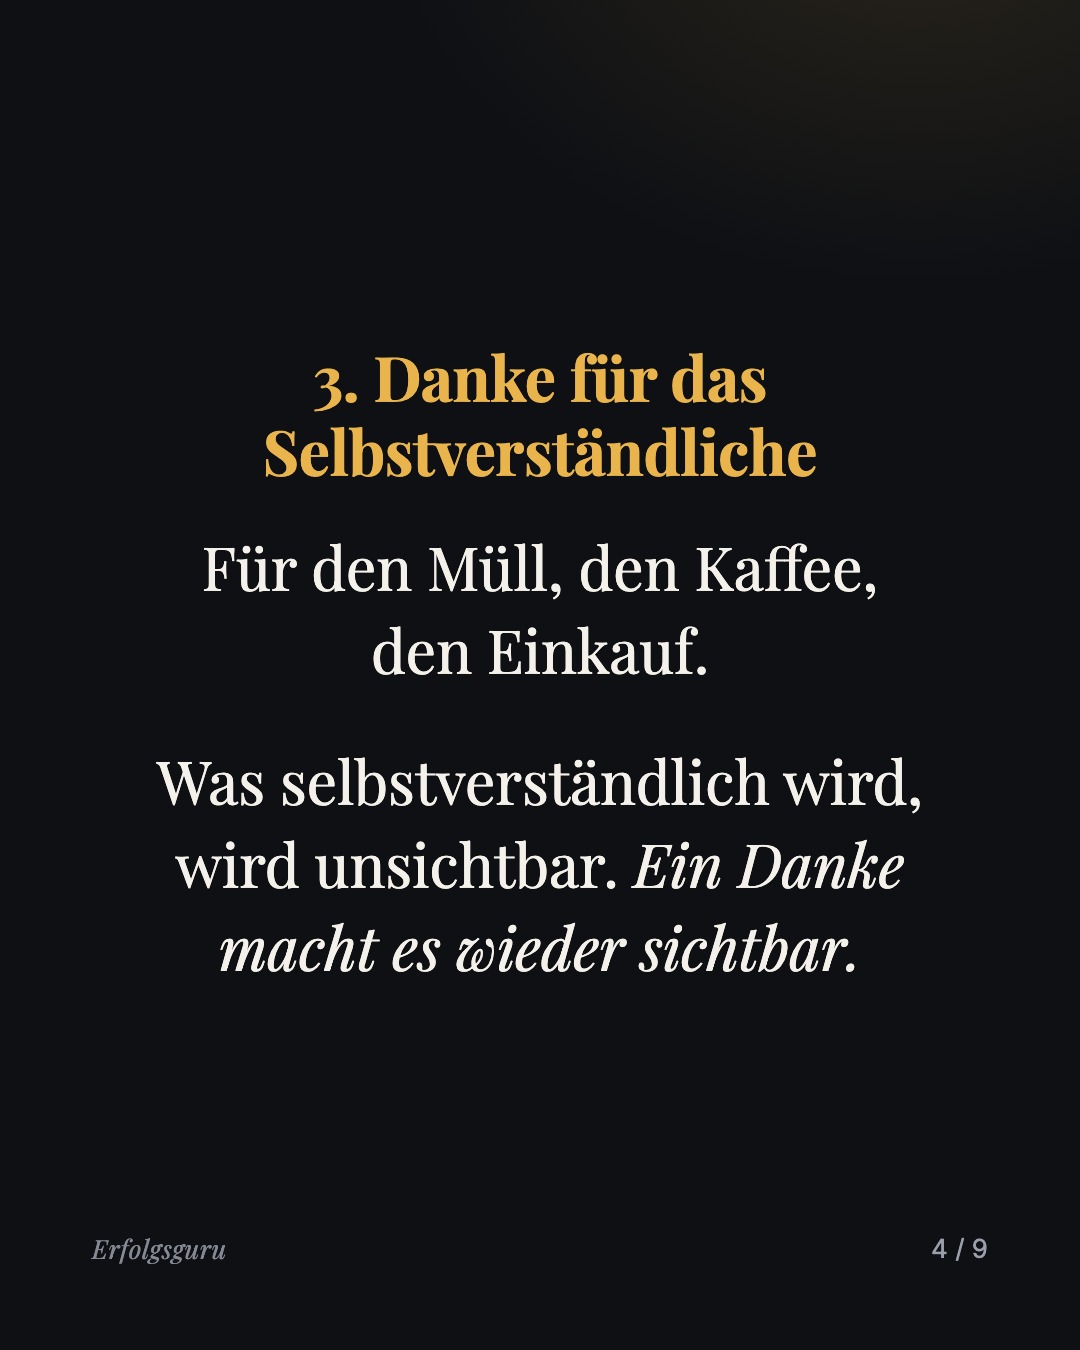 3. Danke für das
Selbstverständliche
Für den Müll, den Kaffee,
den Einkauf.
Was selbstverständlich wird,
wird unsichtbar. Ein Danke
macht es wieder sichtbar.
Erfolgsguru
4 / 9